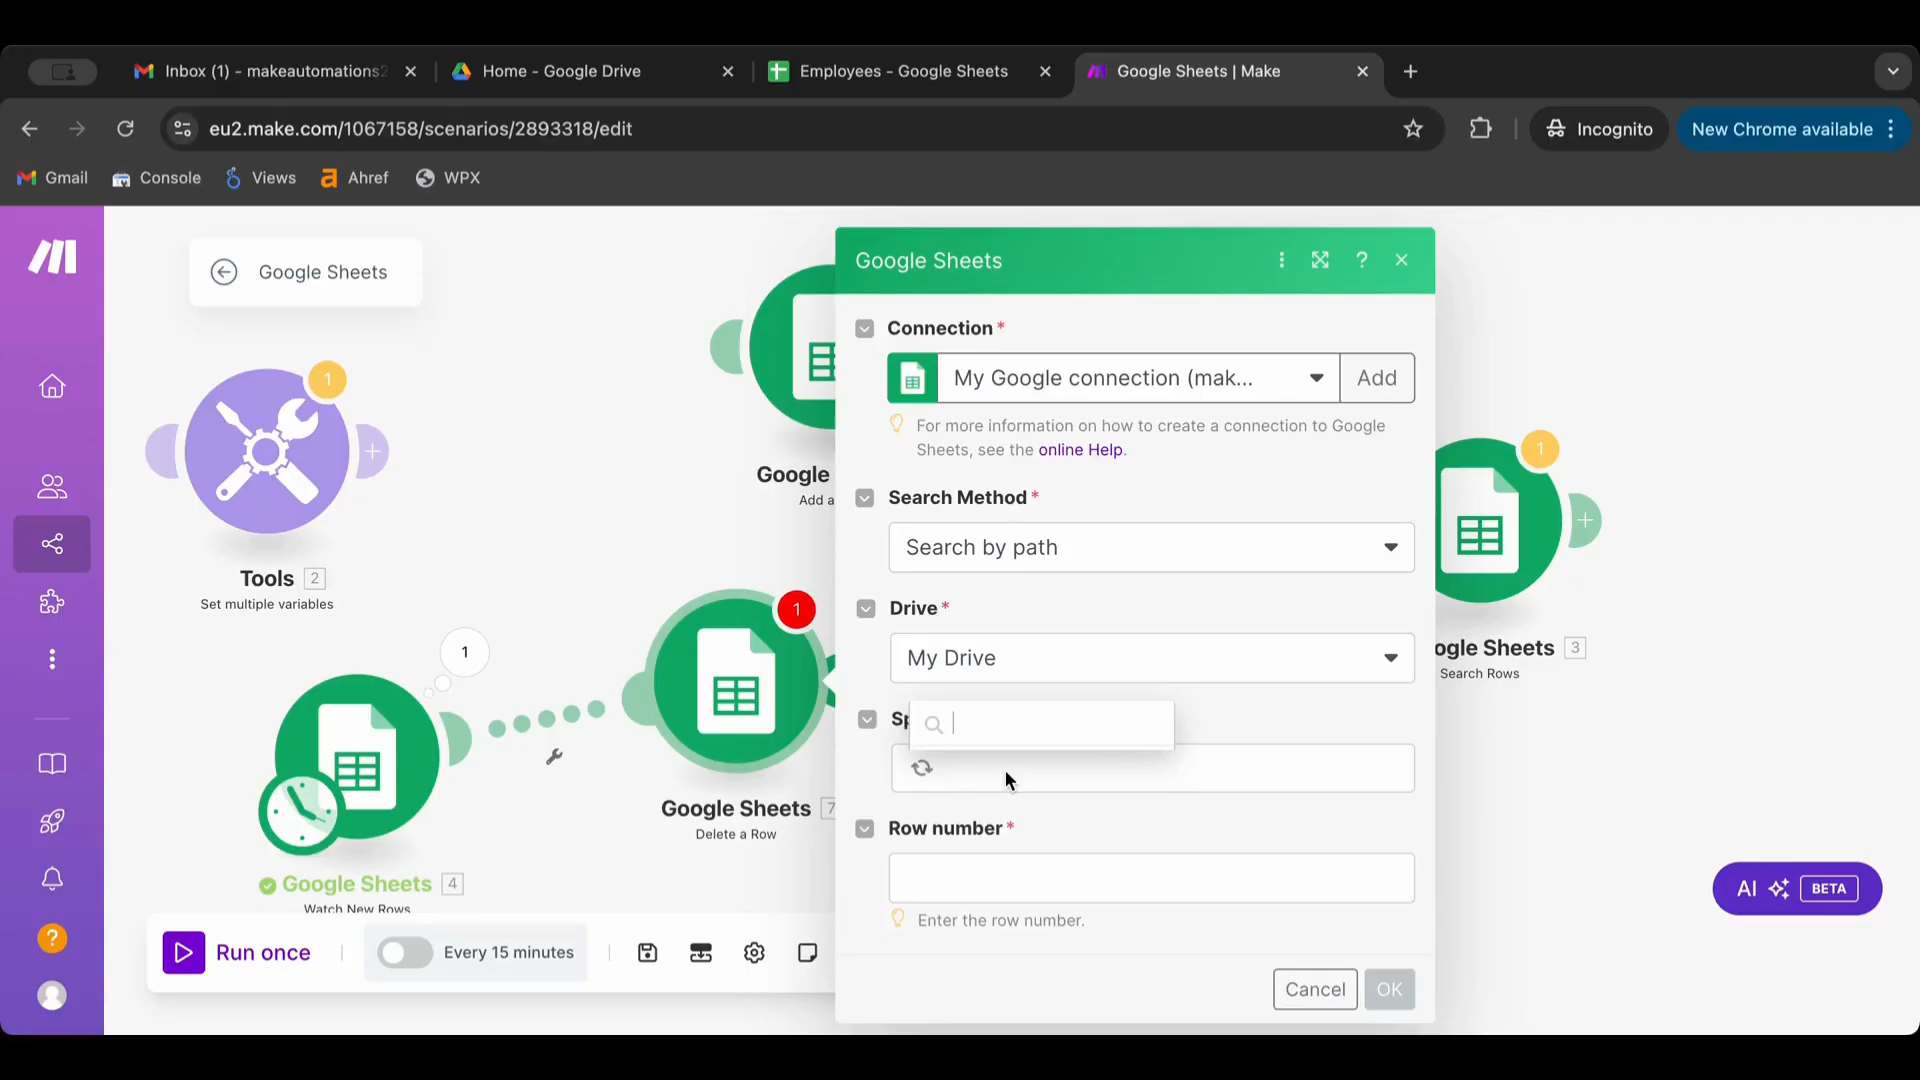 Inbox (1) - makeautomations2
Home - Google Drive
Employees - Google Sheets
Google Sheets | Make
eu2.make.com/1067158/scenarios/2893318/edit
Incognito
New Chrome available
Gmail
Console
Views
Ahref
WPX
Google Sheets
Google Sheets
Connection *
My Google connection (mak...
Add
For more information on how to create a connection to Google
Sheets, see the online Help.
Search Method *
Search by path
Drive *
My Drive
Sp
Row number *
Enter the row number.
Cancel
OK
1
Tools 2
Set multiple variables
Google
Add a
1
Google Sheets 7
Delete a Row
1
Google Sheets 4
Watch New Rows
1
ogle Sheets 3
Search Rows
Run once
Every 15 minutes
AI BETA